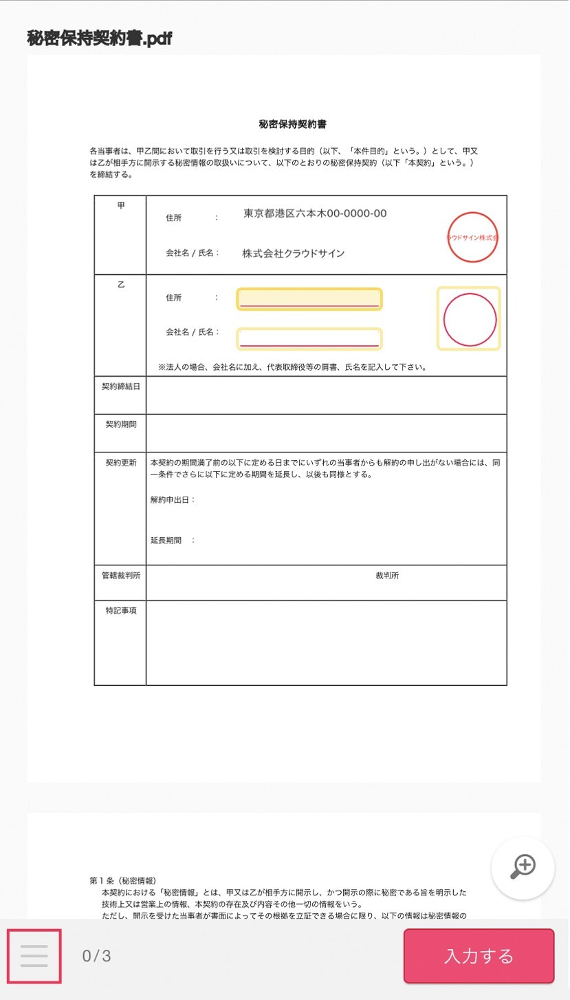 秘密保持契約書.pdf
秘密保持契約書
各当事者は、甲乙間において取引を行う又は取引を検討する目的（以下、「本件目的」という。）として、甲又
は乙が相手方に開示する秘密情報の取扱いについて、以下のとおりの秘密保持契約（以下「本契約」という。）
を締結する。
甲
住所　：　東京都港区六本木00-0000-00
ラウドサイン株式会
会社名 / 氏名：　株式会社クラウドサイン
乙
住所　：
会社名 / 氏名：
※法人の場合、会社名に加え、代表取締役等の肩書、氏名を記入して下さい。
契約締結日
契約期間
契約更新
本契約の期間満了前の以下に定める日までにいずれの当事者からも解約の申し出がない場合には、同
一条件でさらに以下に定める期間を延長し、以後も同様とする。
解約申出日：
延長期間　：
管轄裁判所
裁判所
特記事項
第１条（秘密情報）
本契約における「秘密情報」とは、甲又は乙が相手方に開示し、かつ開示の際に秘密である旨を明示した
技術上又は営業上の情報、本契約の存在及び内容その他一切の情報をいう。
ただし、開示を受けた当事者が書面によってその根拠を立証できる場合に限り、以下の情報は秘密情報の
0/3
入力する